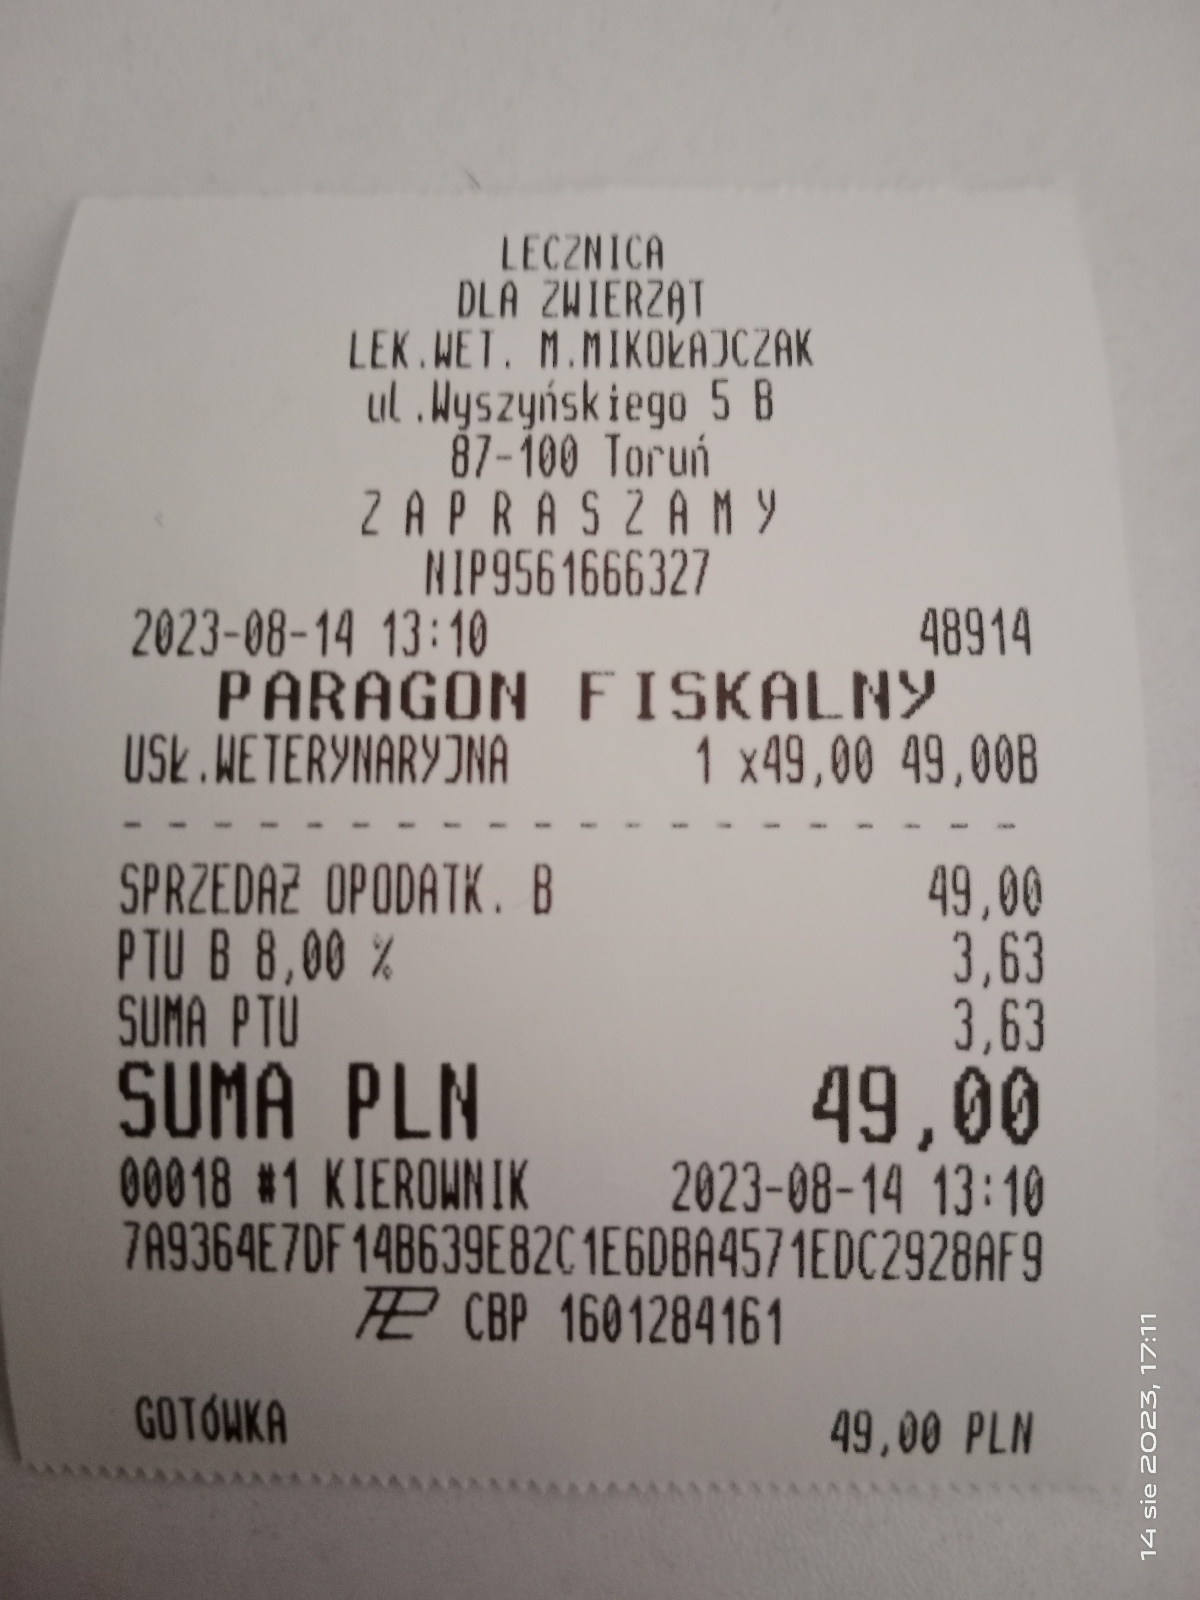 LECZNICA
DLA ZWIERZĄT
LEK.WET. M.MIKOŁAJCZAK
ul.Wyszyńskiego 5 B
87-100 Toruń
Z A P R A S Z A M Y
NIP9561666327
2023-08-14 13:10 48914
PARAGON FISKALNY
USŁ.WETERYNARYJNA 1 x49,00 49,00B
- - - - - - - - - - - - - - - - - - - -
SPRZEDAŻ OPODATK. B 49,00
PTU B 8,00 % 3,63
SUMA PTU 3,63
SUMA PLN 49,00
00018 #1 KIEROWNIK 2023-08-14 13:10
7A9364E7DF14B639E82C1E6DBA4571EDC2928AF9
CBP 1601284161
GOTÓWKA 49,00 PLN
14 sie 2023, 17:11